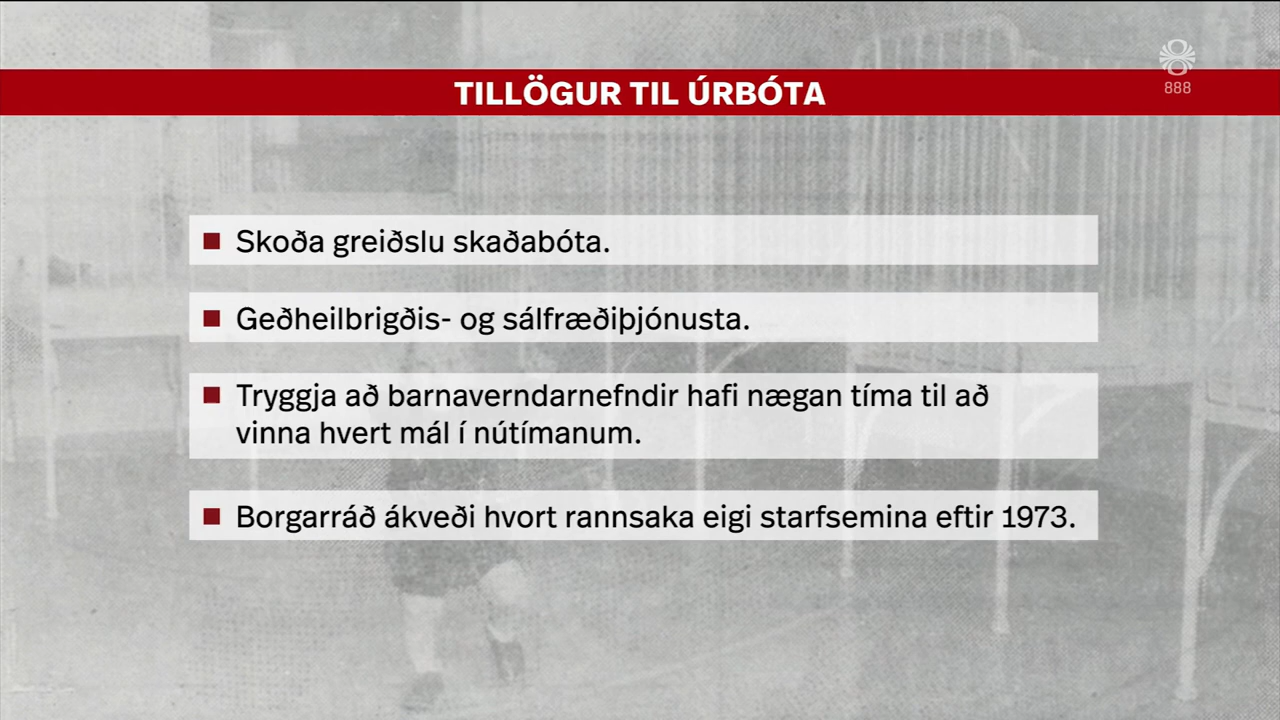 TILLÖGUR TIL ÚRBÓTA
888
Skoða greiðslu skaðabóta.
Geðheilbrigðis- og sálfræðiþjónusta.
Tryggja að barnaverndarnefndir hafi nægan tíma til að
vinna hvert mál í nútímanum.
Borgarráð ákveði hvort rannsaka eigi starfsemina eftir 1973.